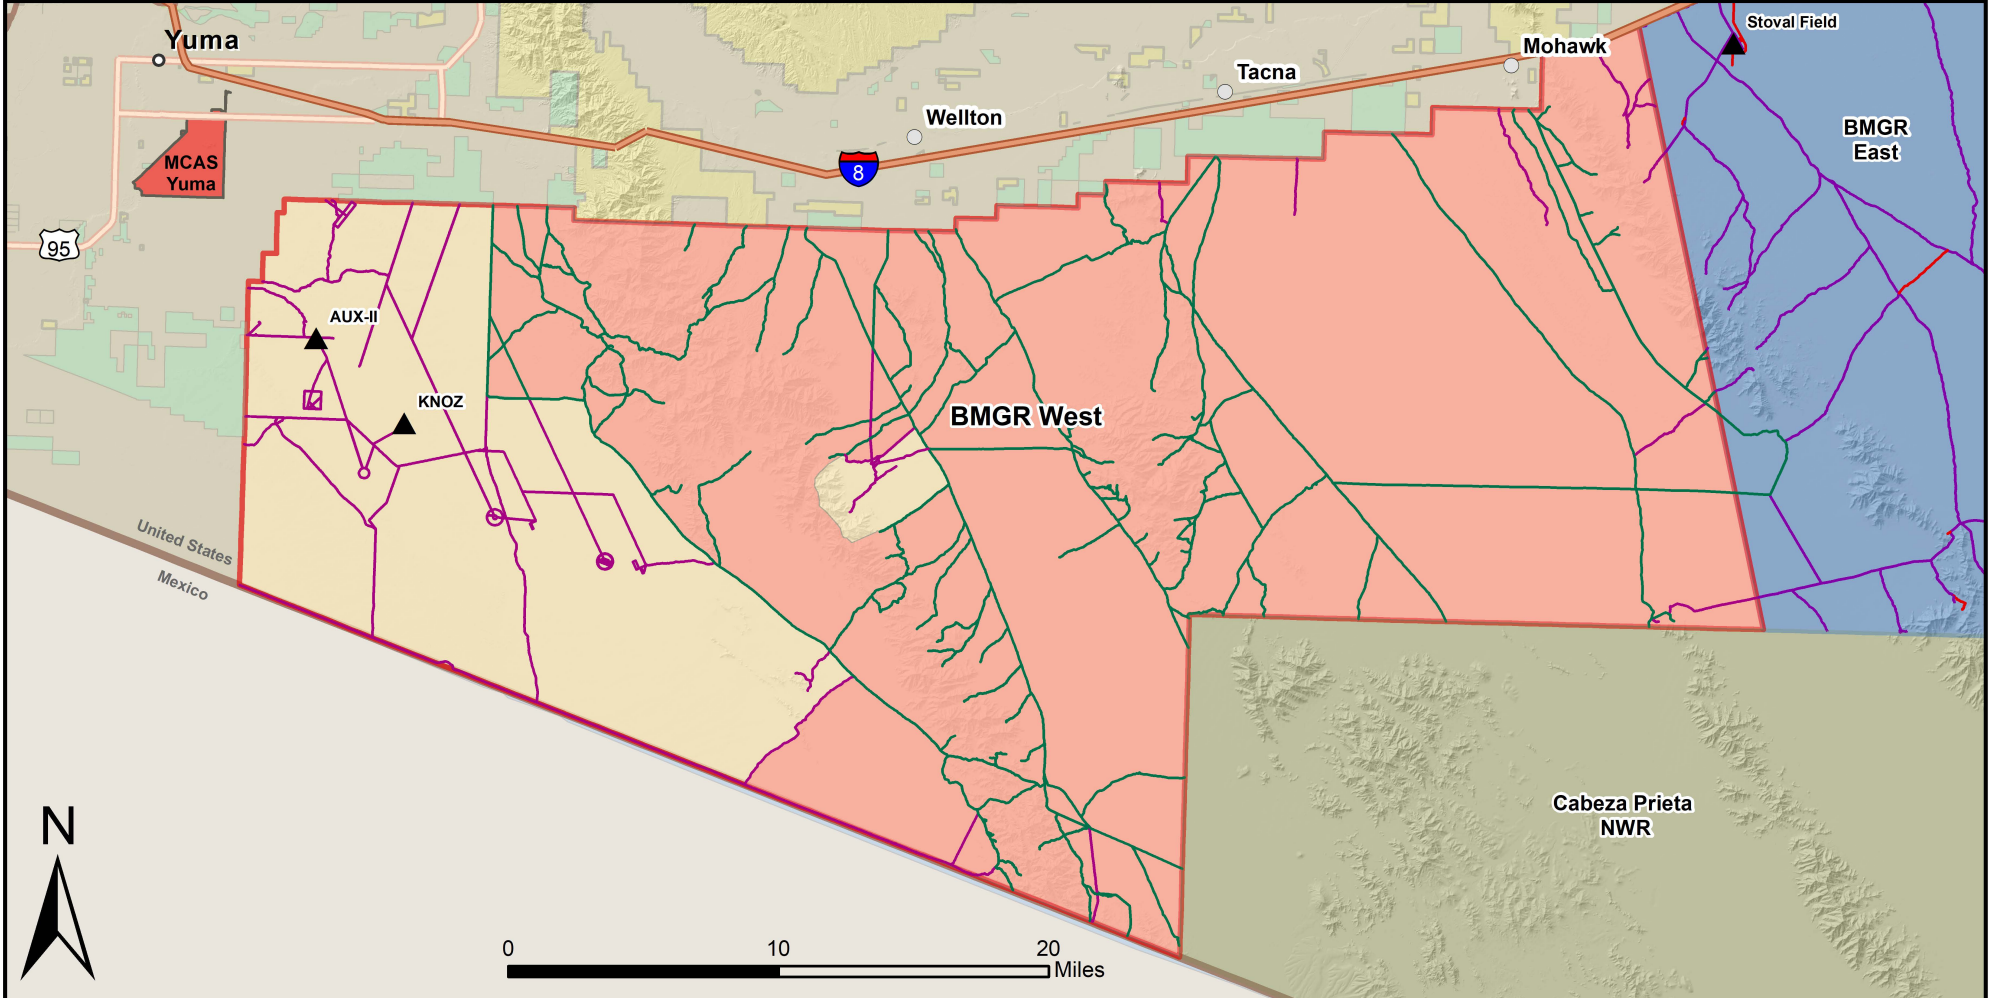 Stoval Field
Yuma
Mohawk
Tacna
Wellton
BMGR
East
MCAS
Yuma
8
95
AUX-II
KNOZ
BMGR West
United States
Mexico
Cabeza Prieta
NWR
N
0 10 20
Miles